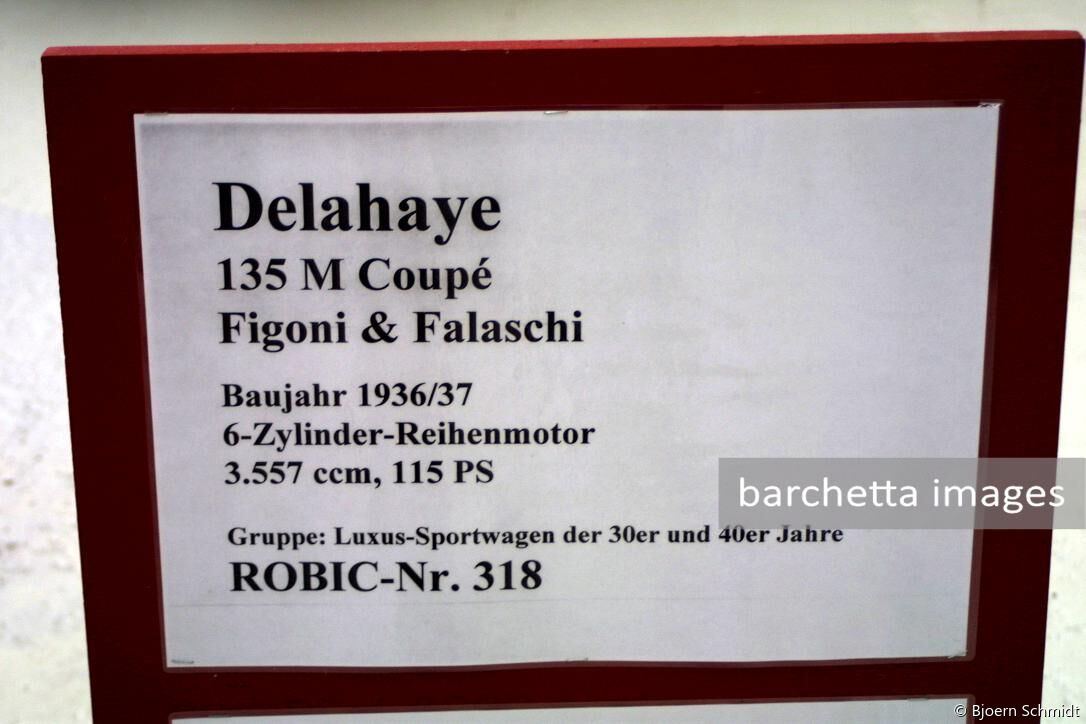 Delahaye
135 M Coupé
Figoni & Falaschi
Baujahr 1936/37
6-Zylinder-Reihenmotor
3.557 ccm, 115 PS
barchetta images
Gruppe: Luxus-Sportwagen der 30er und 40er Jahre
ROBIC-Nr. 318
© Bjoern Schmidt